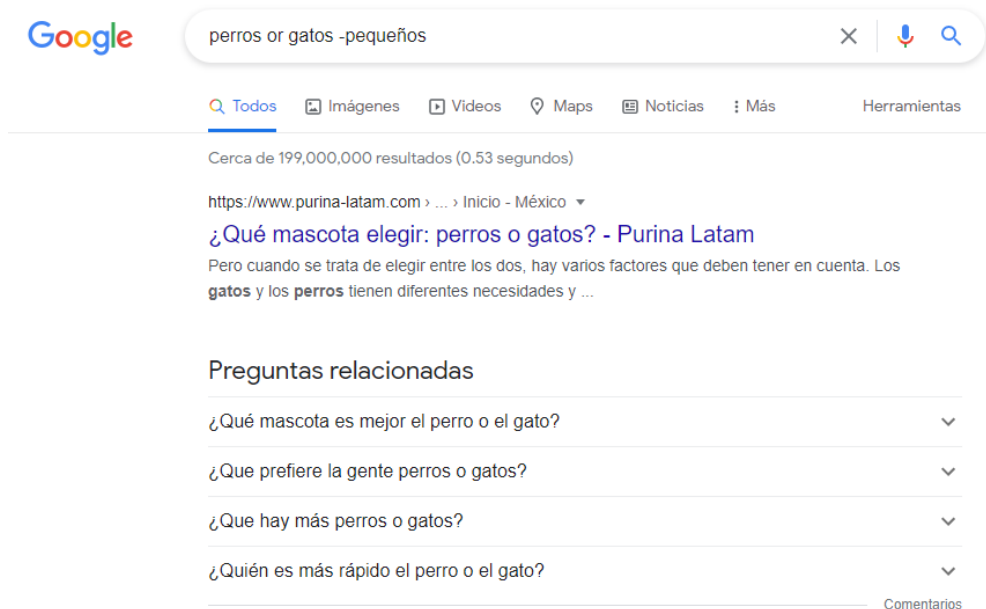 Google
perros or gatos -pequeños
Todos Imágenes Videos Maps Noticias Más Herramientas
Cerca de 199,000,000 resultados (0.53 segundos)
https://www.purina-latam.com › ... › Inicio - México
¿Qué mascota elegir: perros o gatos? - Purina Latam
Pero cuando se trata de elegir entre los dos, hay varios factores que deben tener en cuenta. Los
gatos y los perros tienen diferentes necesidades y ...
Preguntas relacionadas
¿Qué mascota es mejor el perro o el gato?
¿Que prefiere la gente perros o gatos?
¿Que hay más perros o gatos?
¿Quién es más rápido el perro o el gato?
Comentarios